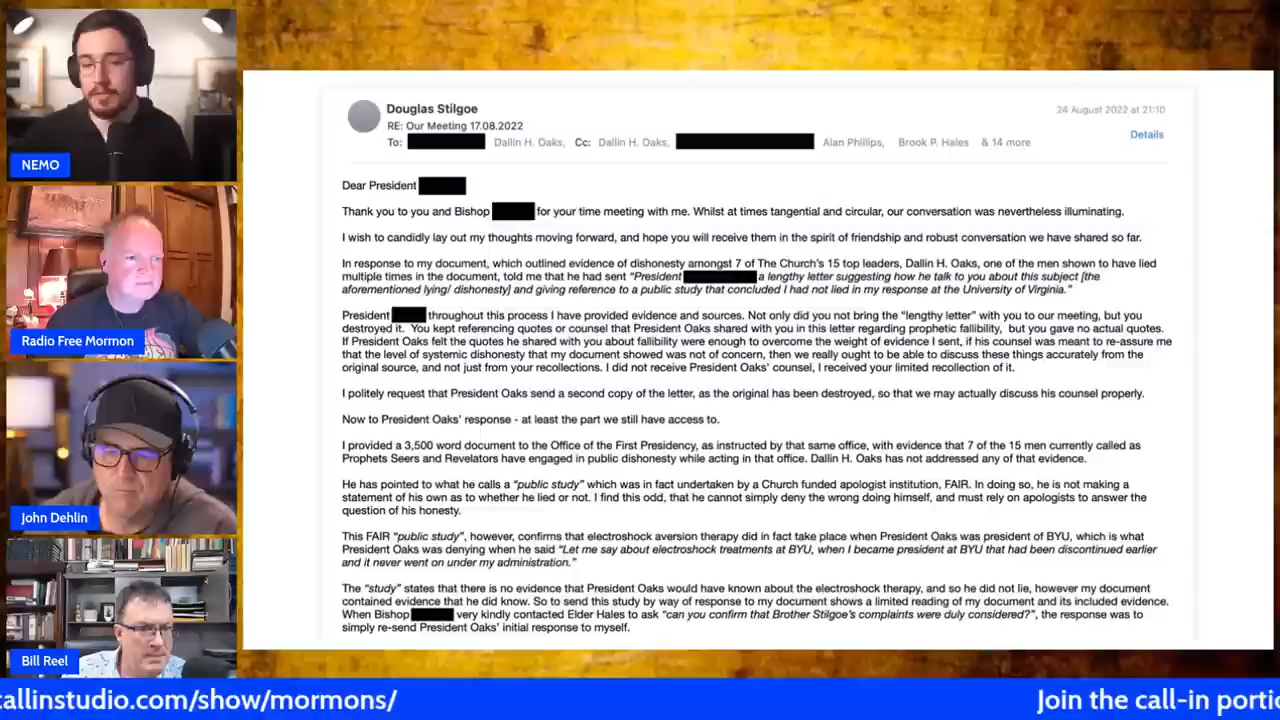 NEMO
Radio Free Mormon
John Dehlin
Bill Reel
Douglas Stilgoe
24 August 2022 at 21:10
RE: Our Meeting 17.08.2022
Details
To: Dallin H. Oaks, Cc: Dallin H. Oaks, Alan Phillips, Brook P. Hales & 14 more
Dear President
Thank you to you and Bishop for your time meeting with me. Whilst at times tangential and circular, our conversation was nevertheless illuminating.
I wish to candidly lay out my thoughts moving forward, and hope you will receive them in the spirit of friendship and robust conversation we have shared so far.
In response to my document, which outlined evidence of dishonesty amongst 7 of The Church's 15 top leaders, Dallin H. Oaks, one of the men shown to have lied
multiple times in the document, told me that he had sent "President a lengthy letter suggesting how he talk to you about this subject [the
aforementioned lying/ dishonesty] and giving reference to a public study that concluded I had not lied in my response at the University of Virginia."
President throughout this process I have provided evidence and sources. Not only did you not bring the "lengthy letter" with you to our meeting, but you
destroyed it. You kept referencing quotes or counsel that President Oaks shared with you in this letter regarding prophetic fallibility, but you gave no actual quotes.
If President Oaks felt the quotes he shared with you about fallibility were enough to overcome the weight of evidence I sent, if his counsel was meant to re-assure me
that the level of systemic dishonesty that my document showed was not of concern, then we really ought to be able to discuss these things accurately from the
original source, and not just from your recollections. I did not receive President Oaks' counsel, I received your limited recollection of it.
I politely request that President Oaks send a second copy of the letter, as the original has been destroyed, so that we may actually discuss his counsel properly.
Now to President Oaks' response - at least the part we still have access to.
I provided a 3,500 word document to the Office of the First Presidency, as instructed by that same office, with evidence that 7 of the 15 men currently called as
Prophets Seers and Revelators have engaged in public dishonesty while acting in that office. Dallin H. Oaks has not addressed any of that evidence.
He has pointed to what he calls a "public study" which was in fact undertaken by a Church funded apologist institution, FAIR. In doing so, he is not making a
statement of his own as to whether he lied or not. I find this odd, that he cannot simply deny the wrong doing himself, and must rely on apologists to answer the
question of his honesty.
This FAIR "public study", however, confirms that electroshock aversion therapy did in fact take place when President Oaks was president of BYU, which is what
President Oaks was denying when he said "Let me say about electroshock treatments at BYU, when I became president at BYU that had been discontinued earlier
and it never went on under my administration."
The "study" states that there is no evidence that President Oaks would have known about the electroshock therapy, and so he did not lie, however my document
contained evidence that he did know. So to send this study by way of response to my document shows a limited reading of my document and its included evidence.
When Bishop very kindly contacted Elder Hales to ask "can you confirm that Brother Stilgoe's complaints were duly considered?", the response was to
simply re-send President Oaks' initial response to myself.
callinstudio.com/show/mormons/
Join the call-in portic